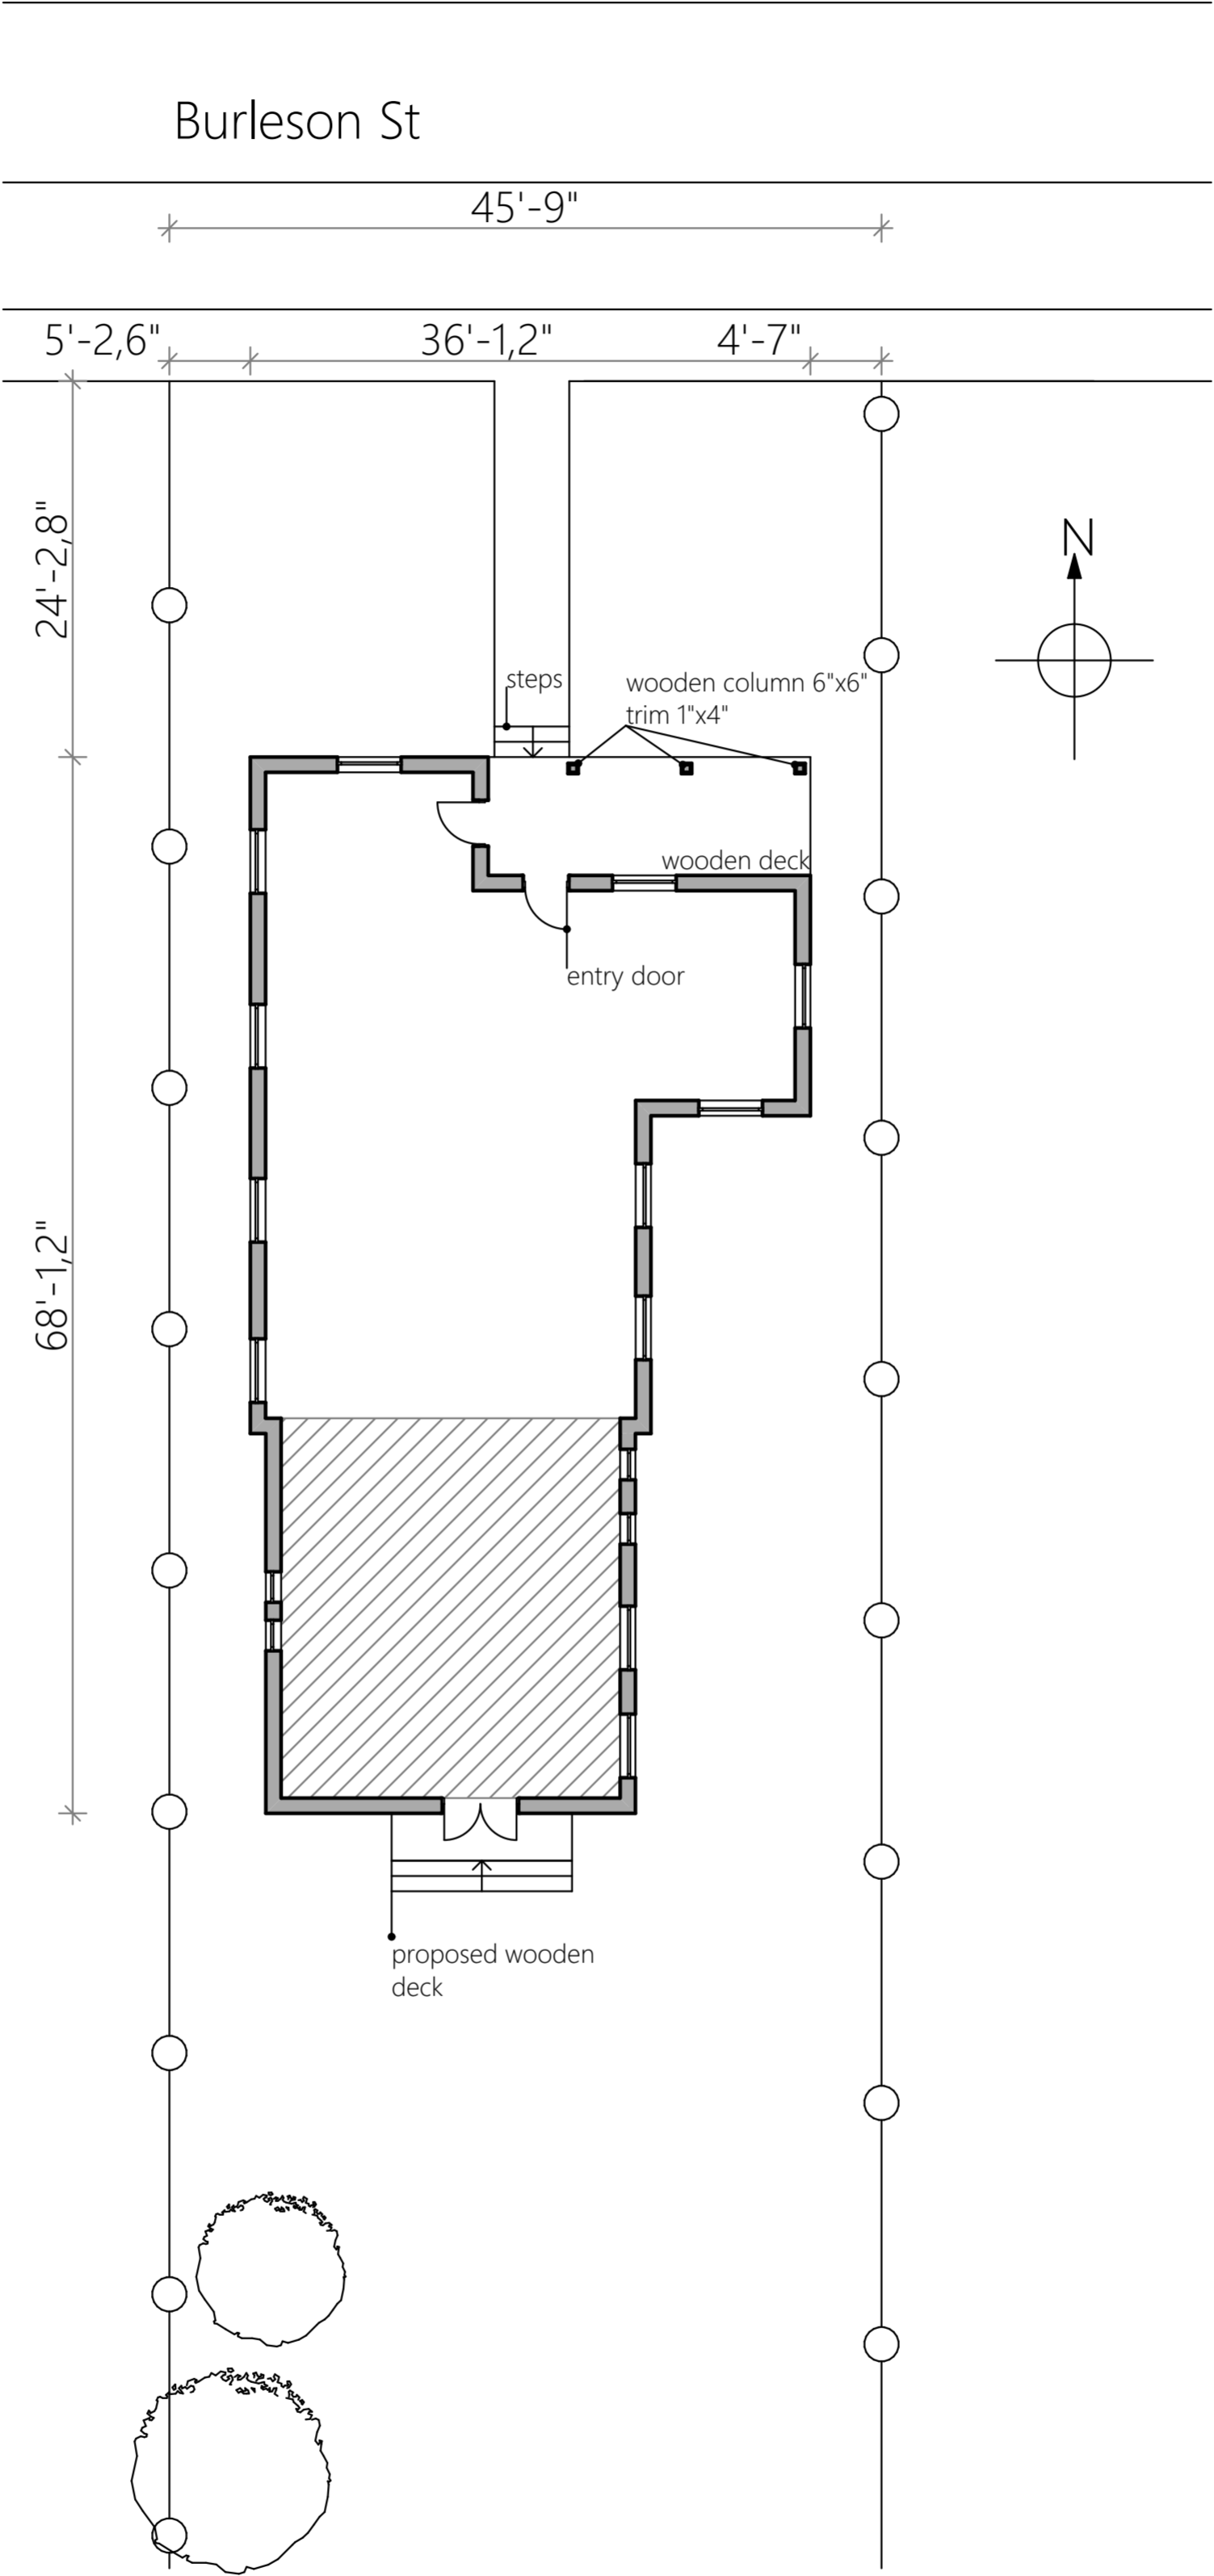 Burleson St
45'-9"
5'-2,6"
36'-1,2"
4'-7"
24'-2,8"
N
steps
wooden column 6"x6"
trim 1"x4"
wooden deck
entry door
68'-1,2"
proposed wooden
deck